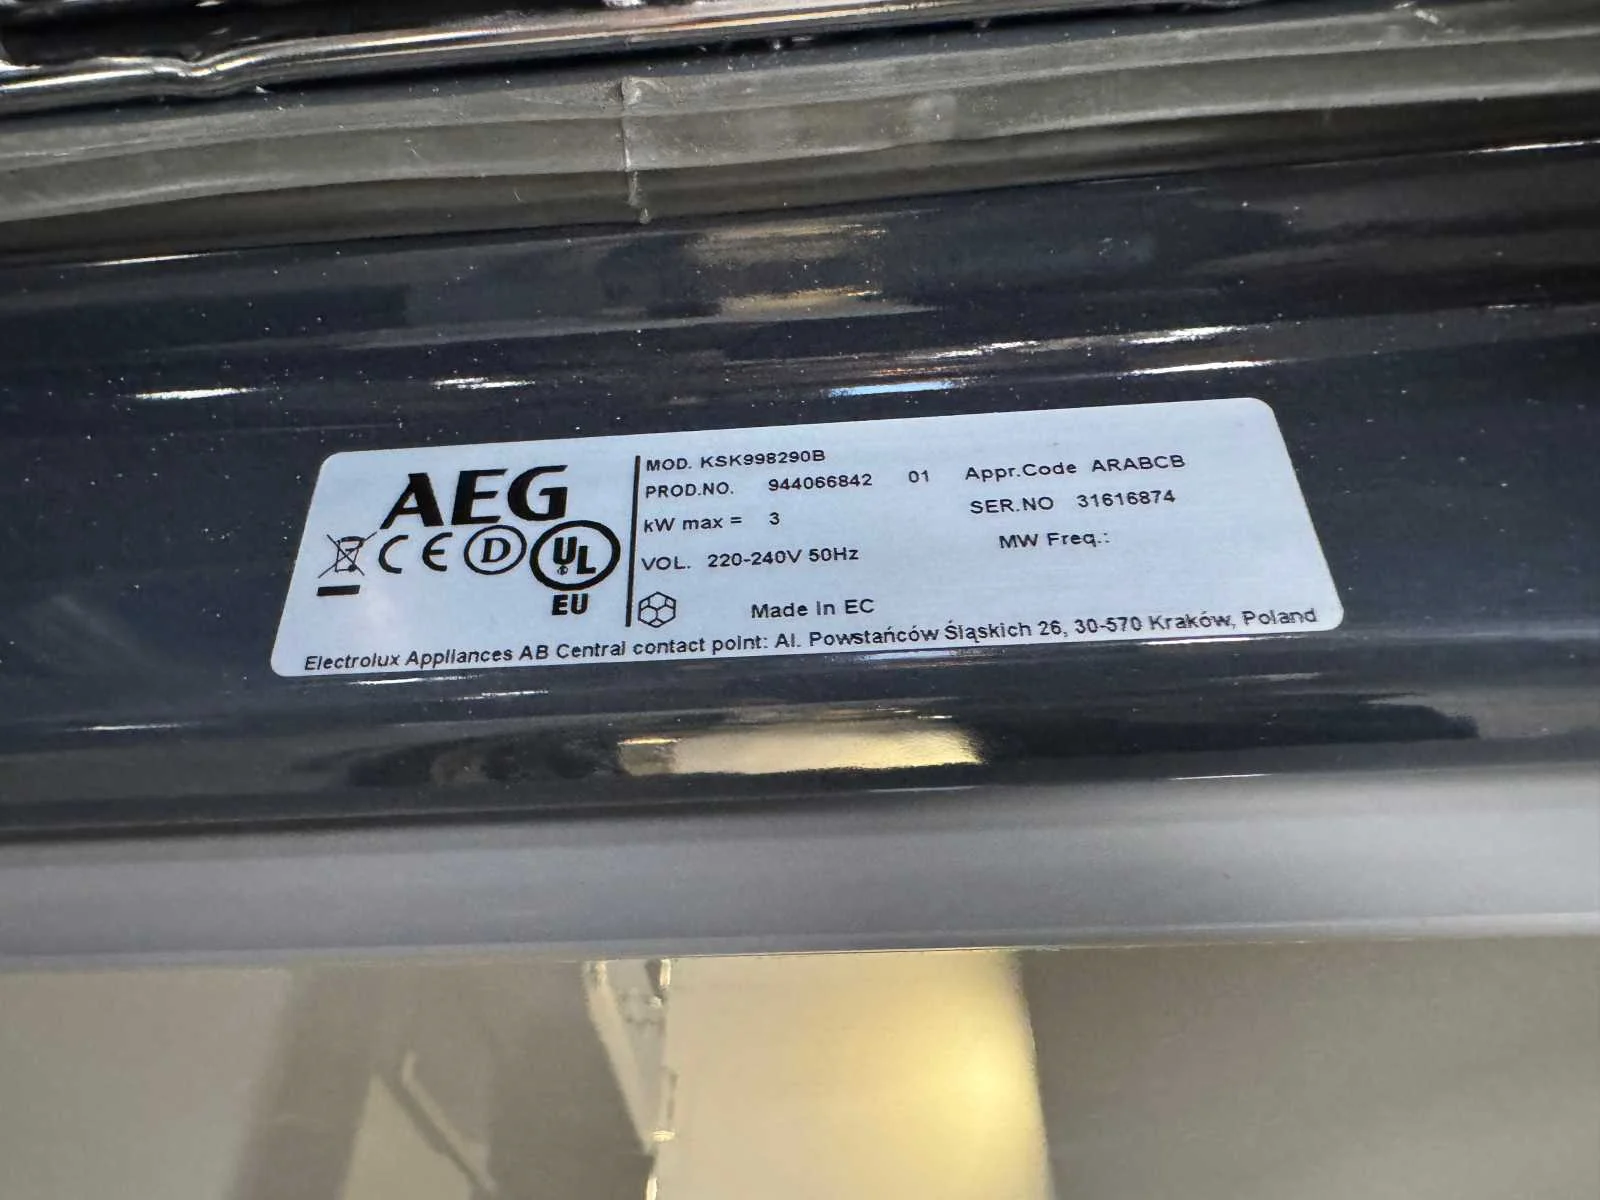 AEG
CE D UL
EU
MOD. KSK998290B
PROD.NO. 944066842 01 Appr.Code ARABCB
kW max = 3 SER.NO 31616874
VOL. 220-240V 50Hz MW Freq.:
Made In EC
Electrolux Appliances AB Central contact point: Al. Powstańców Śląskich 26, 30-570 Kraków, Poland